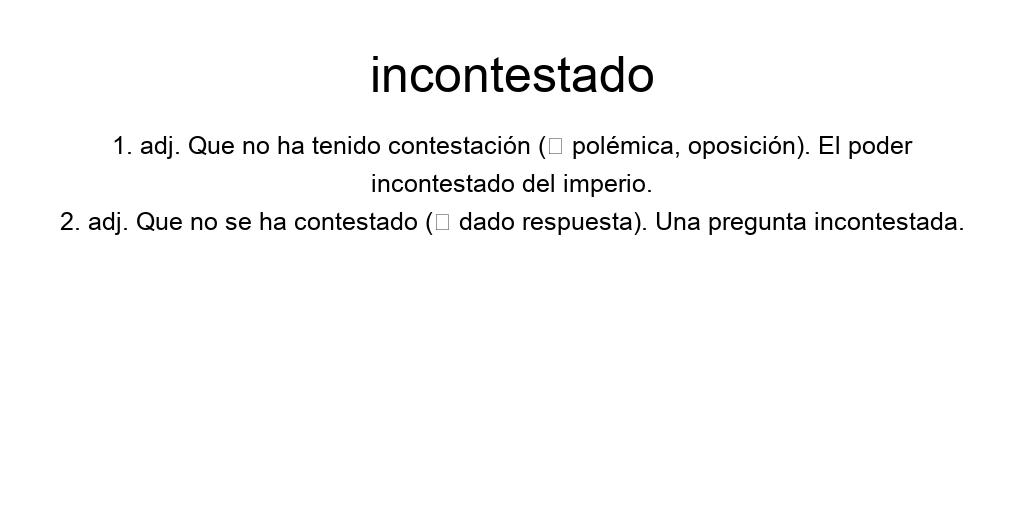 incontestado
1. adj. Que no ha tenido contestación (□ polémica, oposición). El poder
incontestado del imperio.
2. adj. Que no se ha contestado (□ dado respuesta). Una pregunta incontestada.